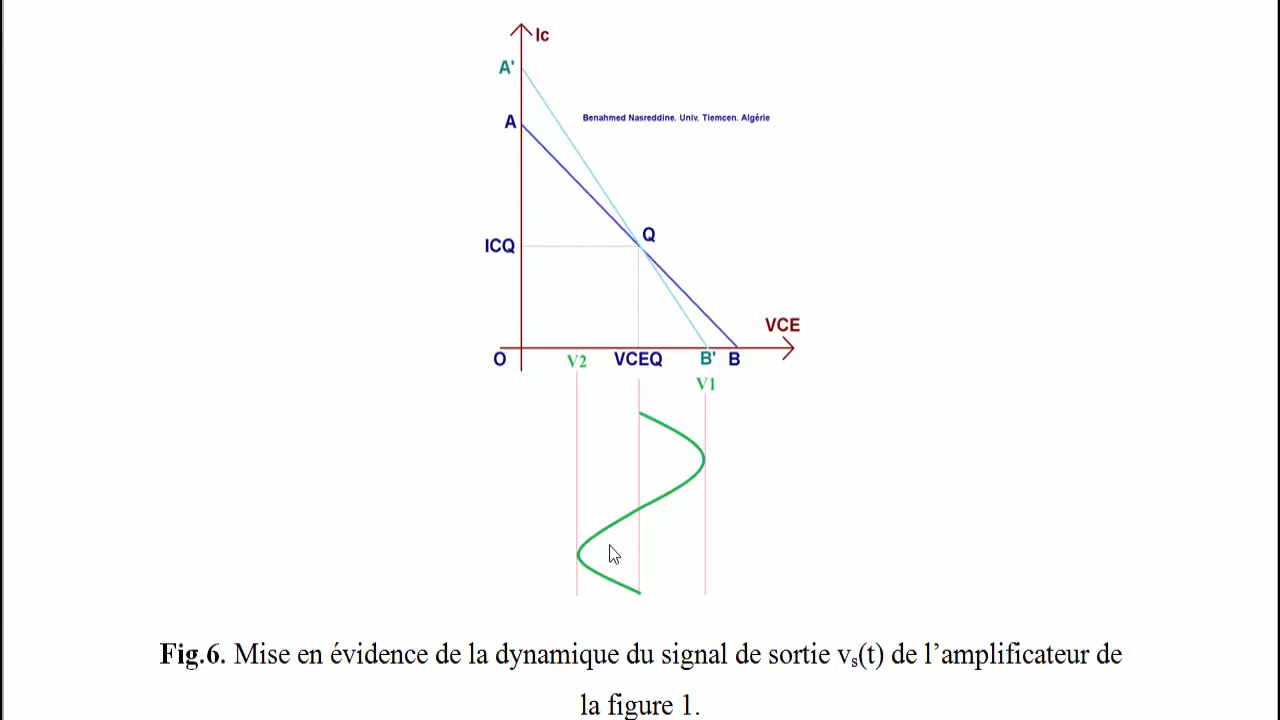 Ic
A'
Benahmed Nasreddine. Univ. Tlemcen. Algérie
A
Q
ICQ
VCE
O
V2
VCEQ
B'
B
V1
Fig.6. Mise en évidence de la dynamique du signal de sortie vs(t) de l’amplificateur de
la figure 1.